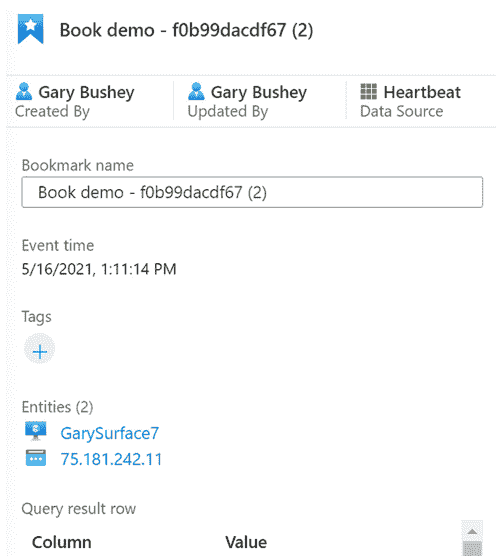 Book demo - f0b99dacdf67 (2)
Gary Bushey Gary Bushey Heartbeat
Created By Updated By Data Source
Bookmark name
Book demo - f0b99dacdf67 (2)
Event time
5/16/2021, 1:11:14 PM
Tags
+
Entities (2)
GarySurface7
75.181.242.11
Query result row
Column Value